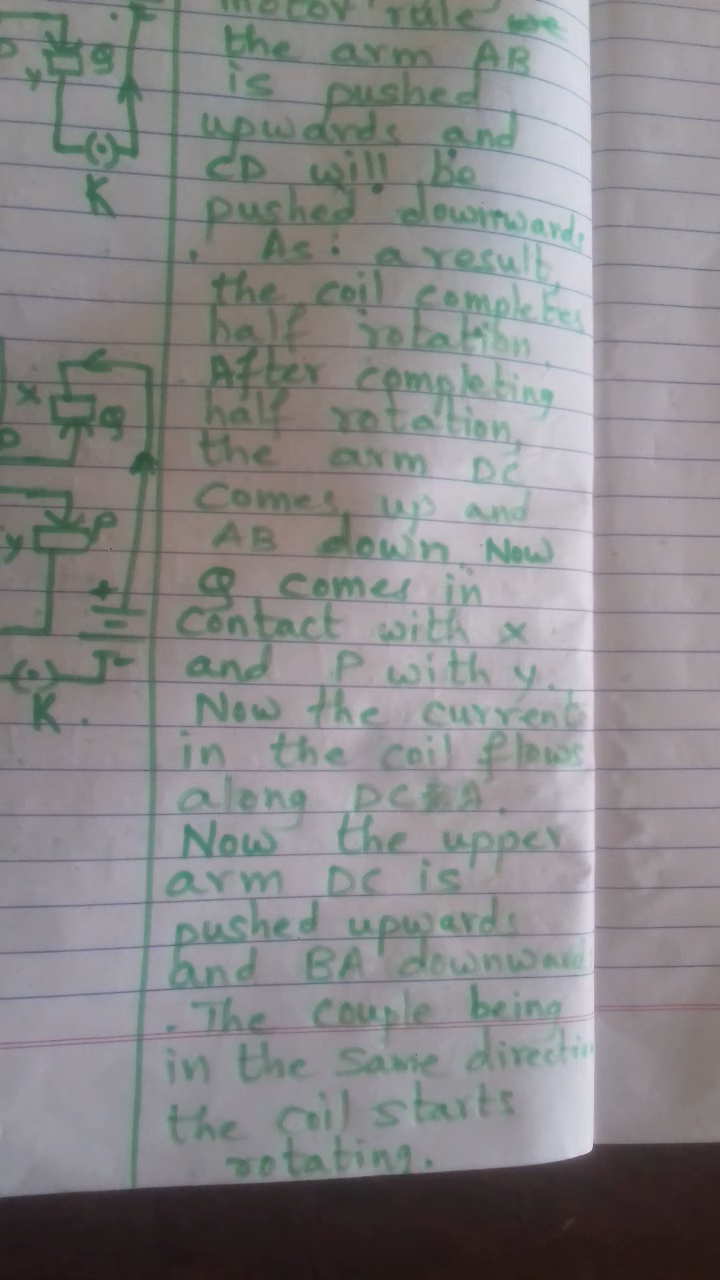 motor rule
the arm AB
is pushed
upwards and
CD will be
pushed downwards
. As a result,
the coil completes
half rotation.
After completing
half rotation,
the arm DC
comes up and
AB down. Now
Q comes in
contact with x
and P with y.
Now the current
in the coil flows
along DCBA.
Now the upper
arm DC is
pushed upwards
and BA downward
. The couple being
in the same direction
the coil starts
rotating.
Q
y
K
x
Q
P
y
+
K.